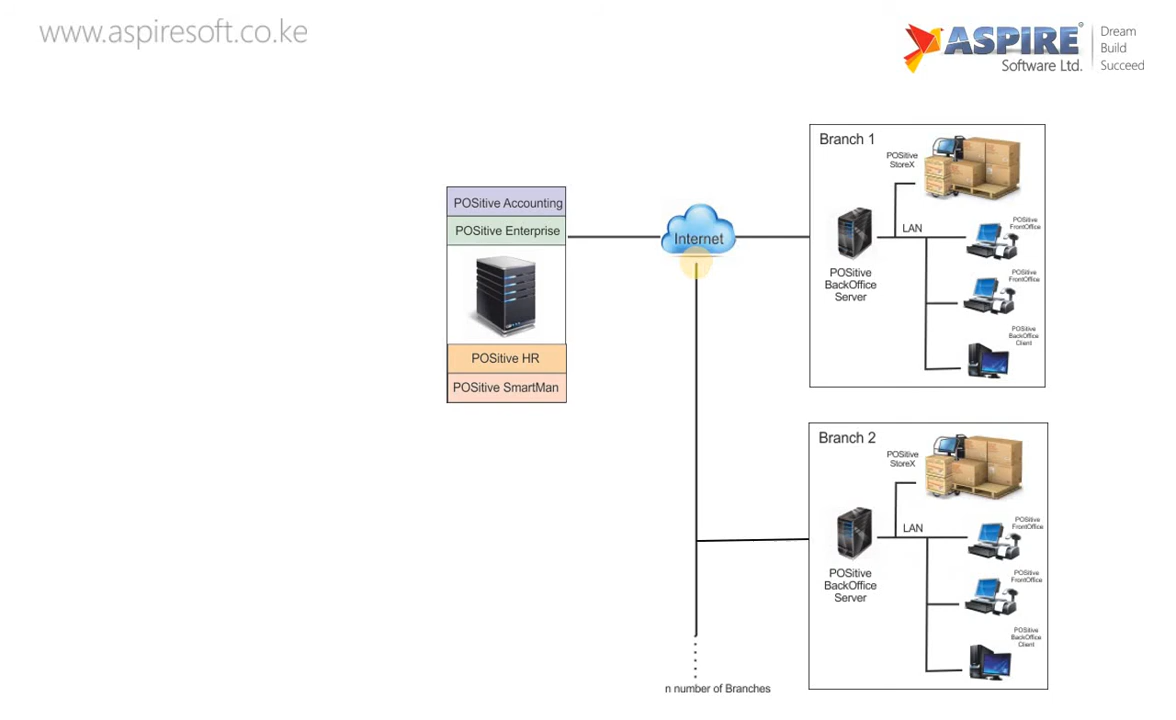 www.aspiresoft.co.ke
ASPIRE
Software Ltd.
Dream
Build
Succeed
POSitive Accounting
POSitive Enterprise
POSitive HR
POSitive SmartMan
Internet
Branch 1
POSitive
StoreX
LAN
POSitive
BackOffice
Server
POSitive
FrontOffice
POSitive
FrontOffice
POSitive
BackOffice
Client
Branch 2
POSitive
StoreX
LAN
POSitive
BackOffice
Server
POSitive
FrontOffice
POSitive
FrontOffice
POSitive
BackOffice
Client
n number of Branches